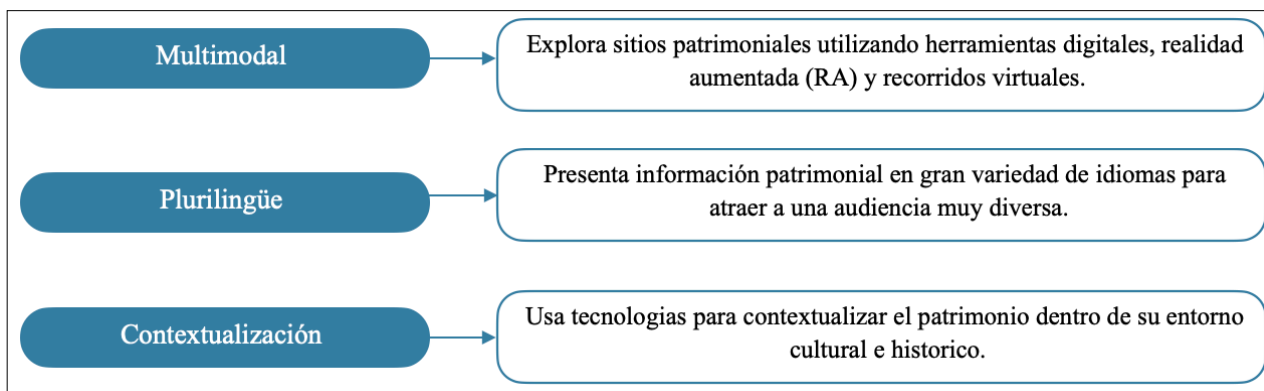 Multimodal
Explora sitios patrimoniales utilizando herramientas digitales, realidad
aumentada (RA) y recorridos virtuales.
Plurilingüe
Presenta información patrimonial en gran variedad de idiomas para
atraer a una audiencia muy diversa.
Contextualización
Usa tecnologias para contextualizar el patrimonio dentro de su entorno
cultural e historico.